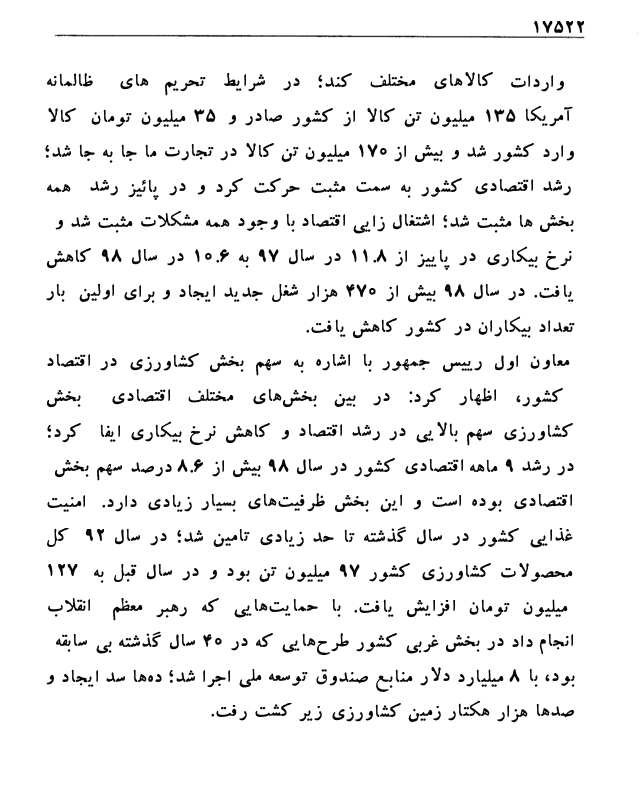 ۱۷۵۲۲
واردات کالاهای مختلف کند؛ در شرایط تحریم های ظالمانه
آمریکا ۱۳۵ میلیون تن کالا از کشور صادر و ۳۵ میلیون تومان کالا
وارد کشور شد و بیش از ۱۷۰ میلیون تن کالا در تجارت ما جا به جا شد؛
رشد اقتصادی کشور به سمت مثبت حرکت کرد و در پائیز رشد همه
بخش ها مثبت شد؛ اشتغال زایی اقتصاد با وجود همه مشکلات مثبت شد و
نرخ بیکاری در پاییز از ۱۱.۸ در سال ۹۷ به ۱۰.۶ در سال ۹۸ کاهش
یافت. در سال ۹۸ بیش از ۴۷۰ هزار شغل جدید ایجاد و برای اولین بار
تعداد بیکاران در کشور کاهش یافت.
معاون اول رییس جمهور با اشاره به سهم بخش کشاورزی در اقتصاد
کشور، اظهار کرد: در بین بخش‌های مختلف اقتصادی بخش
کشاورزی سهم بالایی در رشد اقتصاد و کاهش نرخ بیکاری ایفا کرد؛
در رشد ۹ ماهه اقتصادی کشور در سال ۹۸ بیش از ۸.۶ درصد سهم بخش
اقتصادی بوده است و این بخش ظرفیت‌های بسیار زیادی دارد. امنیت
غذایی کشور در سال گذشته تا حد زیادی تامین شد؛ در سال ۹۲ کل
محصولات کشاورزی کشور ۹۷ میلیون تن بود و در سال قبل به ۱۲۷
میلیون تومان افزایش یافت. با حمایت‌هایی که رهبر معظم انقلاب
انجام داد در بخش غربی کشور طرح‌هایی که در ۴۰ سال گذشته بی سابقه
بود، با ۸ میلیارد دلار منابع صندوق توسعه ملی اجرا شد؛ ده‌ها سد ایجاد و
صدها هزار هکتار زمین کشاورزی زیر کشت رفت.